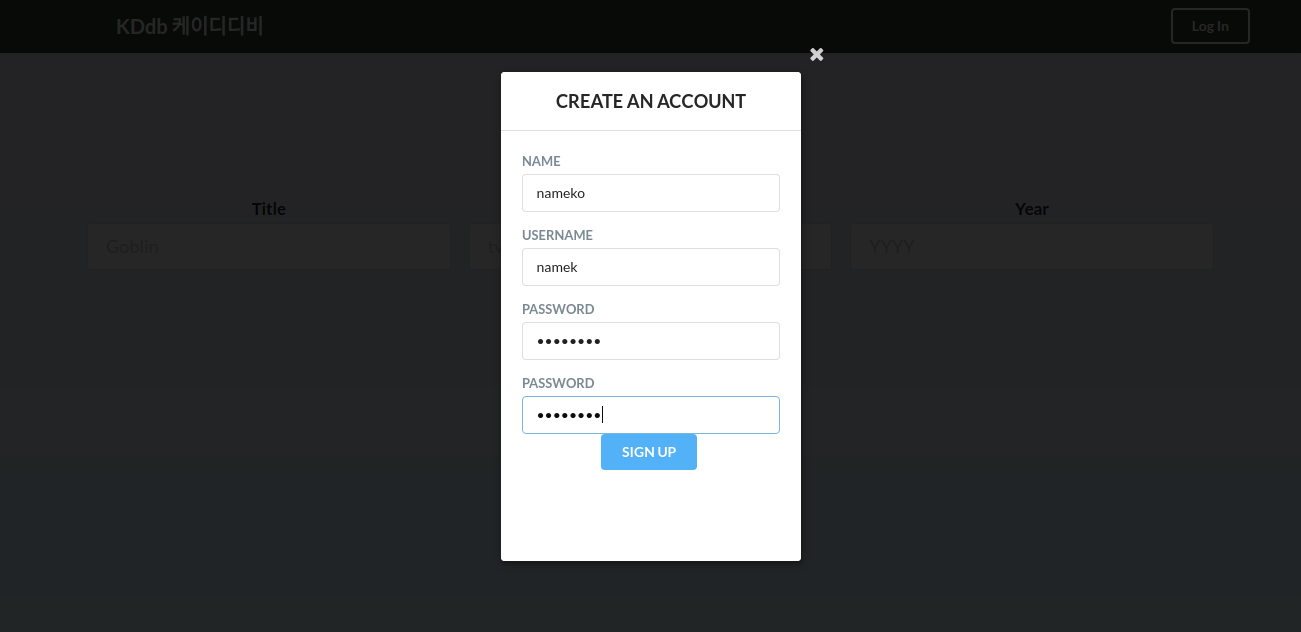 KDdb 케이디디비
Log In
CREATE AN ACCOUNT
NAME
nameko
USERNAME
namek
PASSWORD
••••••••
PASSWORD
••••••••
SIGN UP
Title
Year
Goblin
YYYY